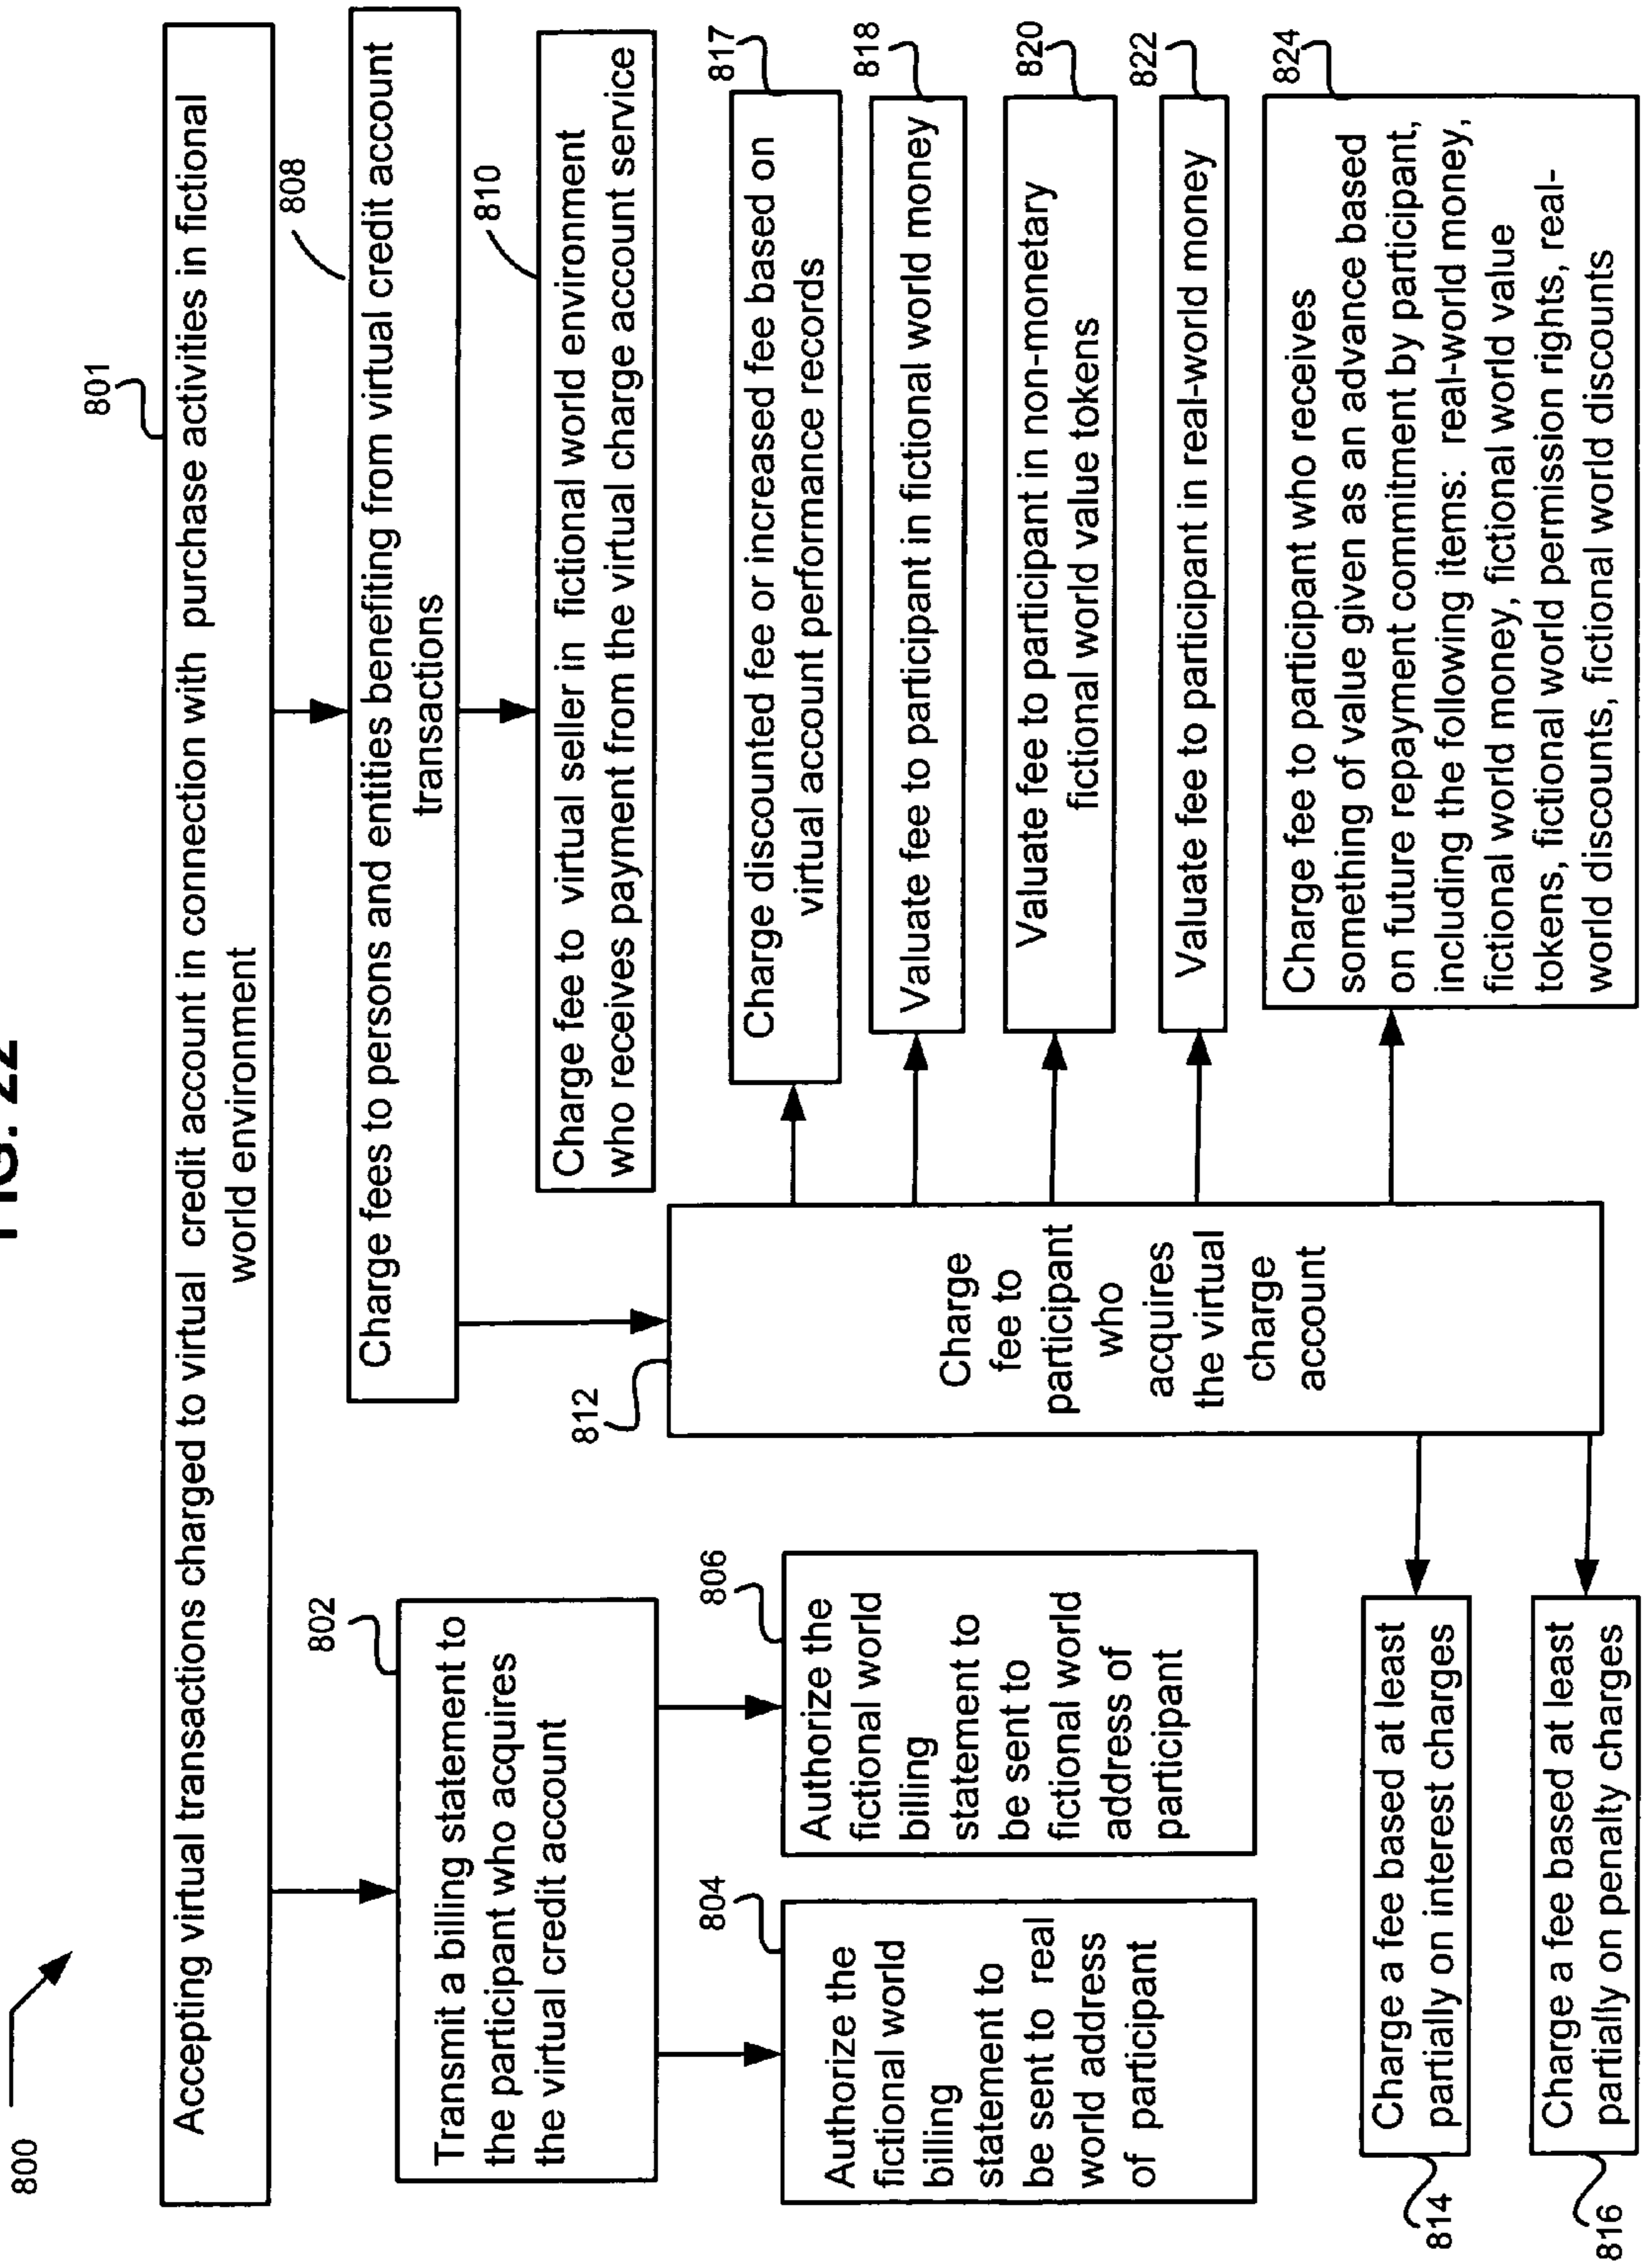 FIG. 22
800
801
Accepting virtual transactions charged to virtual credit account in connection with purchase activities in fictional
world environment
802
Transmit a billing statement to
the participant who acquires
the virtual credit account
804
Authorize the
fictional world
billing
statement to
be sent to real
world address
of participant
806
Authorize the
fictional world
billing
statement to
be sent to
fictional world
address of
participant
808
Charge fees to persons and entities benefiting from virtual credit account
transactions
810
Charge fee to virtual seller in fictional world environment
who receives payment from the virtual charge account service
812
Charge
fee to
participant
who
acquires
the virtual
charge
account
814
Charge a fee based at least
partially on interest charges
816
Charge a fee based at least
partially on penalty charges
817
Charge discounted fee or increased fee based on
virtual account performance records
818
Valuate fee to participant in fictional world money
820
Valuate fee to participant in non-monetary
fictional world value tokens
822
Valuate fee to participant in real-world money
824
Charge fee to participant who receives
something of value given as an advance based
on future repayment commitment by participant,
including the following items: real-world money,
fictional world money, fictional world value
tokens, fictional world permission rights, real-
world discounts, fictional world discounts